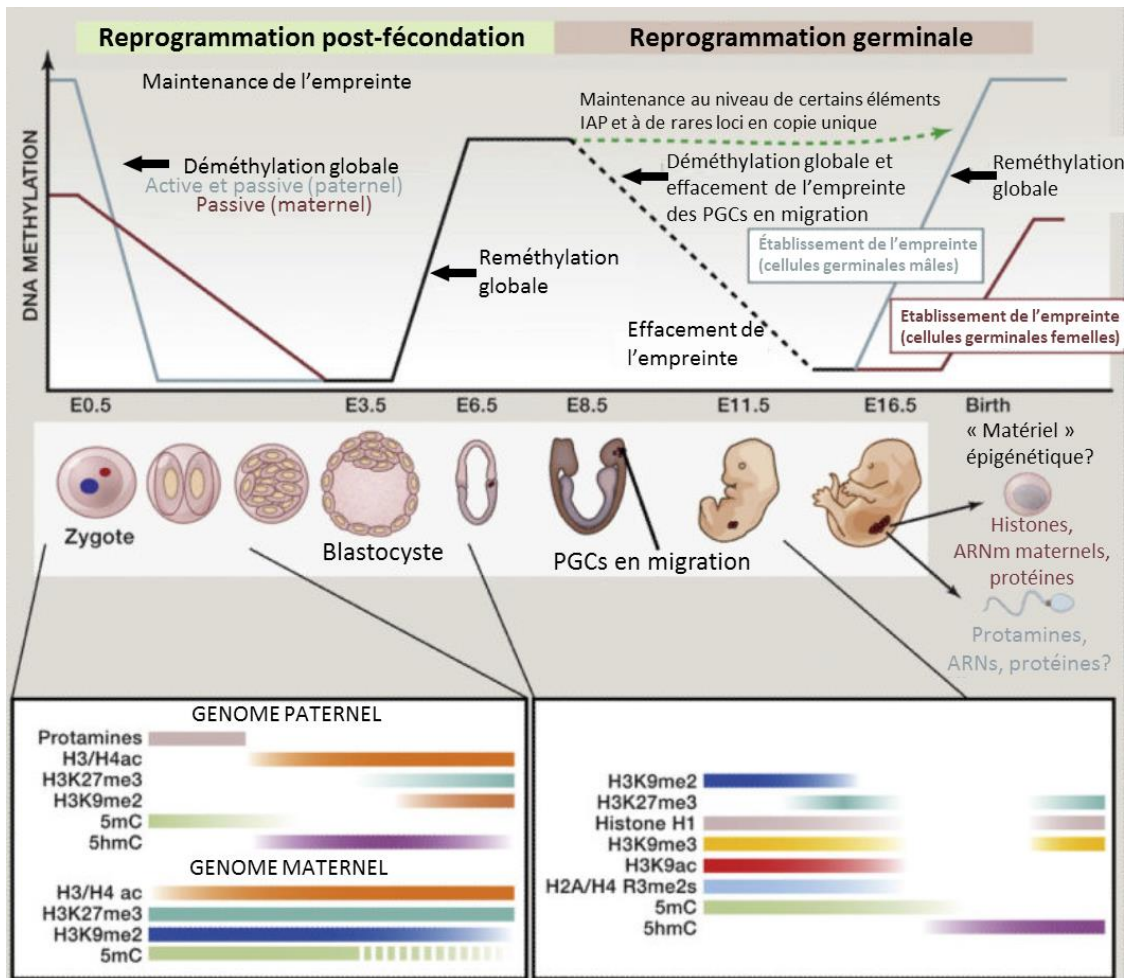 Reprogrammation post-fécondation
Reprogrammation germinale
DNA METHYLATION
Maintenance de l'empreinte
Déméthylation globale
Active et passive (paternel)
Passive (maternel)
Reméthylation
globale
Maintenance au niveau de certains éléments
IAP et à de rares loci en copie unique
Déméthylation globale et
effacement de l'empreinte
des PGCs en migration
Reméthylation
globale
Établissement de l'empreinte
(cellules germinales mâles)
Etablissement de l'empreinte
(cellules germinales femelles)
Effacement de
l'empreinte
E0.5
E3.5
E6.5
E8.5
E11.5
E16.5
Birth
Zygote
Blastocyste
PGCs en migration
« Matériel »
épigénétique?
Histones,
ARNm maternels,
protéines
Protamines,
ARNs, protéines?
GENOME PATERNEL
Protamines
H3/H4ac
H3K27me3
H3K9me2
5mC
5hmC
GENOME MATERNEL
H3/H4 ac
H3K27me3
H3K9me2
5mC
H3K9me2
H3K27me3
Histone H1
H3K9me3
H3K9ac
H2A/H4 R3me2s
5mC
5hmC